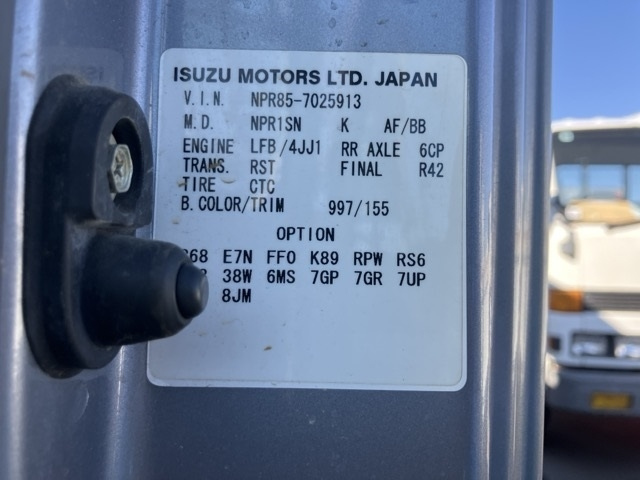 ISUZU MOTORS LTD. JAPAN
V.I.N. NPR85-7025913
M.D. NPR1SN K AF/BB
ENGINE LFB/4JJ1 RR AXLE 6CP
TRANS. RST FINAL R42
TIRE CTC
B.COLOR/TRIM 997/155
OPTION
E7N FF0 K89 RPW RS6
38W 6MS 7GP 7GR 7UP
8JM